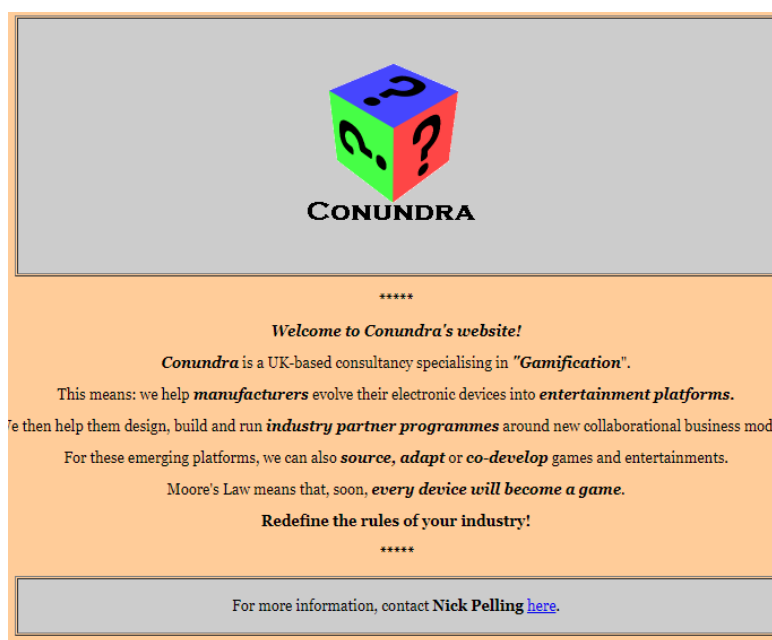 ? ? ?
CONUNDRA
*****
Welcome to Conundra's website!
Conundra is a UK-based consultancy specialising in "Gamification".
This means: we help manufacturers evolve their electronic devices into entertainment platforms.
then help them design, build and run industry partner programmes around new collaborational business
For these emerging platforms, we can also source, adapt or co-develop games and entertainments.
Moore's Law means that, soon, every device will become a game.
Redefine the rules of your industry!
*****
For more information, contact Nick Pelling here.